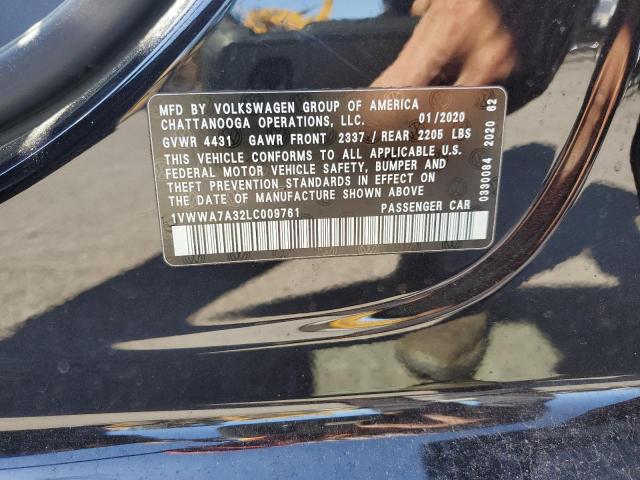 MFD BY VOLKSWAGEN GROUP OF AMERICA
CHATTANOOGA OPERATIONS, LLC. 01/2020
GVWR 4431 GAWR FRONT 2337 / REAR 2205 LBS
THIS VEHICLE CONFORMS TO ALL APPLICABLE U.S.
FEDERAL MOTOR VEHICLE SAFETY, BUMPER AND
THEFT PREVENTION STANDARDS IN EFFECT ON
THE DATE OF MANUFACTURE SHOWN ABOVE
1VWWA7A32LC009761 PASSENGER CAR
0330084 2020 62